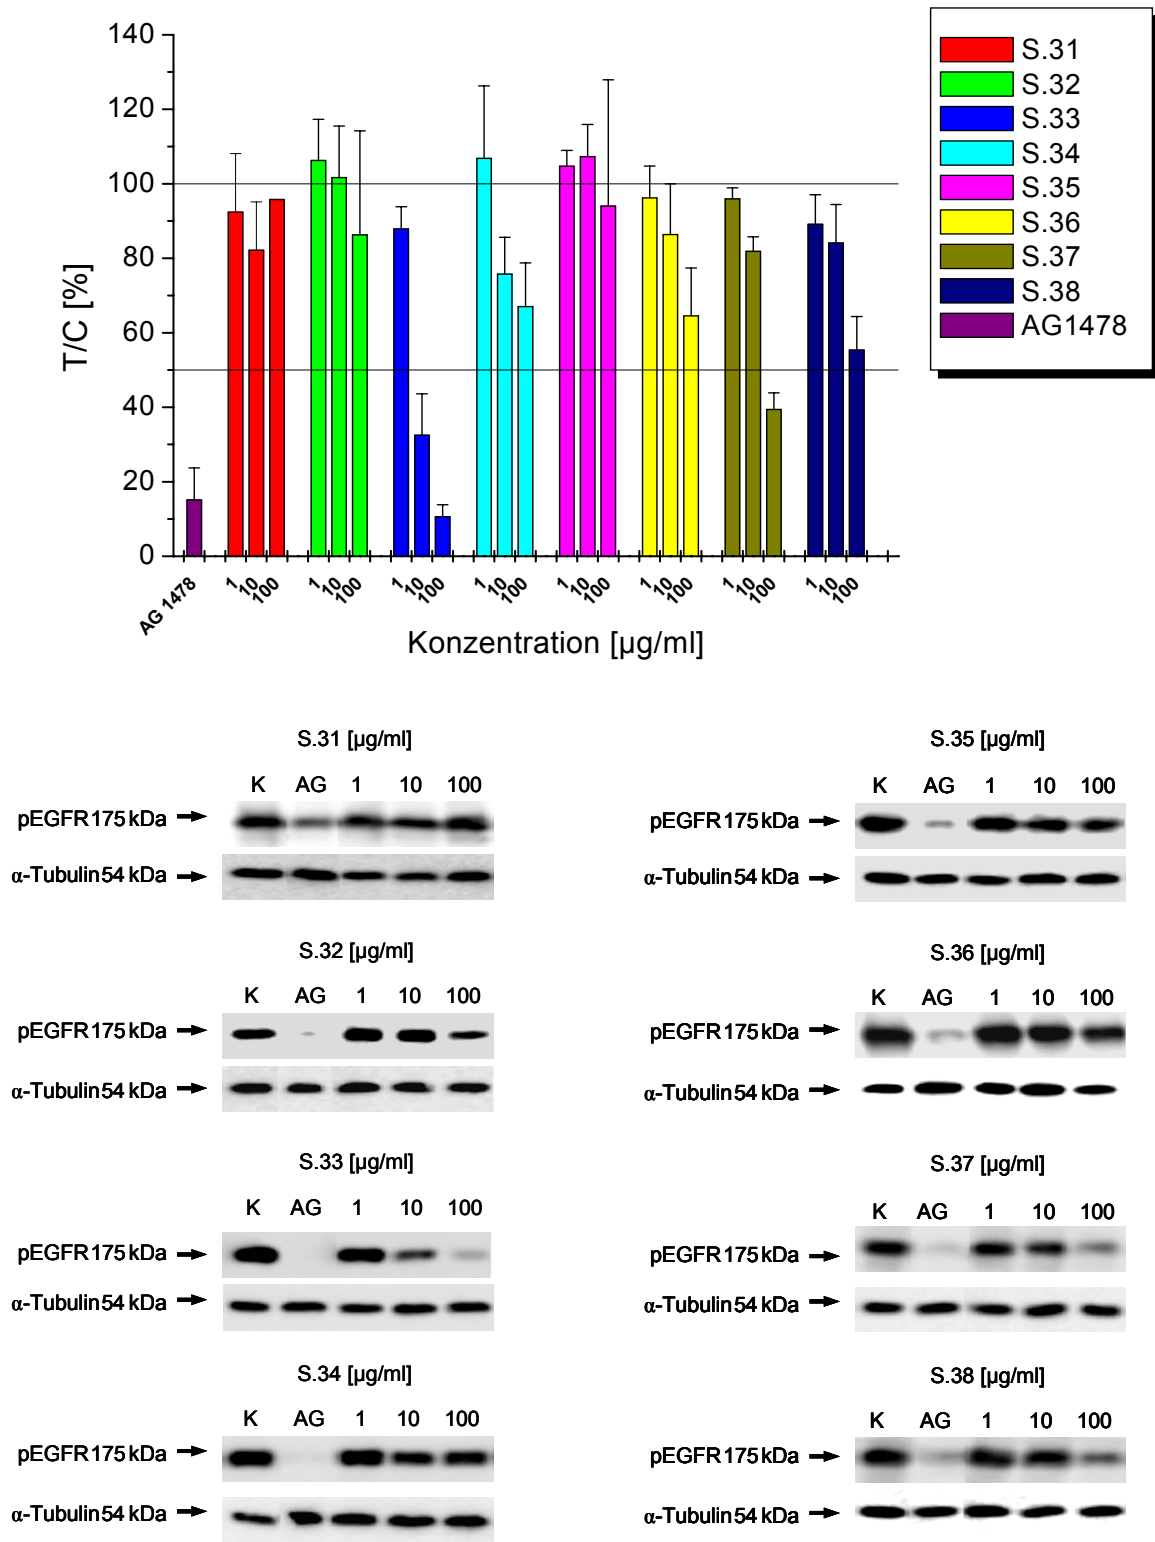 140
120
100
80
60
40
20
0
T/C [%]
AG 1478
1 10 100 1 10 100 1 10 100 1 10 100 1 10 100 1 10 100 1 10 100 1 10 100
Konzentration [µg/ml]
S.31
S.32
S.33
S.34
S.35
S.36
S.37
S.38
AG1478
S.31 [µg/ml]
K AG 1 10 100
pEGFR 175 kDa
α-Tubulin 54 kDa
S.32 [µg/ml]
K AG 1 10 100
pEGFR 175 kDa
α-Tubulin 54 kDa
S.33 [µg/ml]
K AG 1 10 100
pEGFR 175 kDa
α-Tubulin 54 kDa
S.34 [µg/ml]
K AG 1 10 100
pEGFR 175 kDa
α-Tubulin 54 kDa
S.35 [µg/ml]
K AG 1 10 100
pEGFR 175 kDa
α-Tubulin 54 kDa
S.36 [µg/ml]
K AG 1 10 100
pEGFR 175 kDa
α-Tubulin 54 kDa
S.37 [µg/ml]
K AG 1 10 100
pEGFR 175 kDa
α-Tubulin 54 kDa
S.38 [µg/ml]
K AG 1 10 100
pEGFR 175 kDa
α-Tubulin 54 kDa